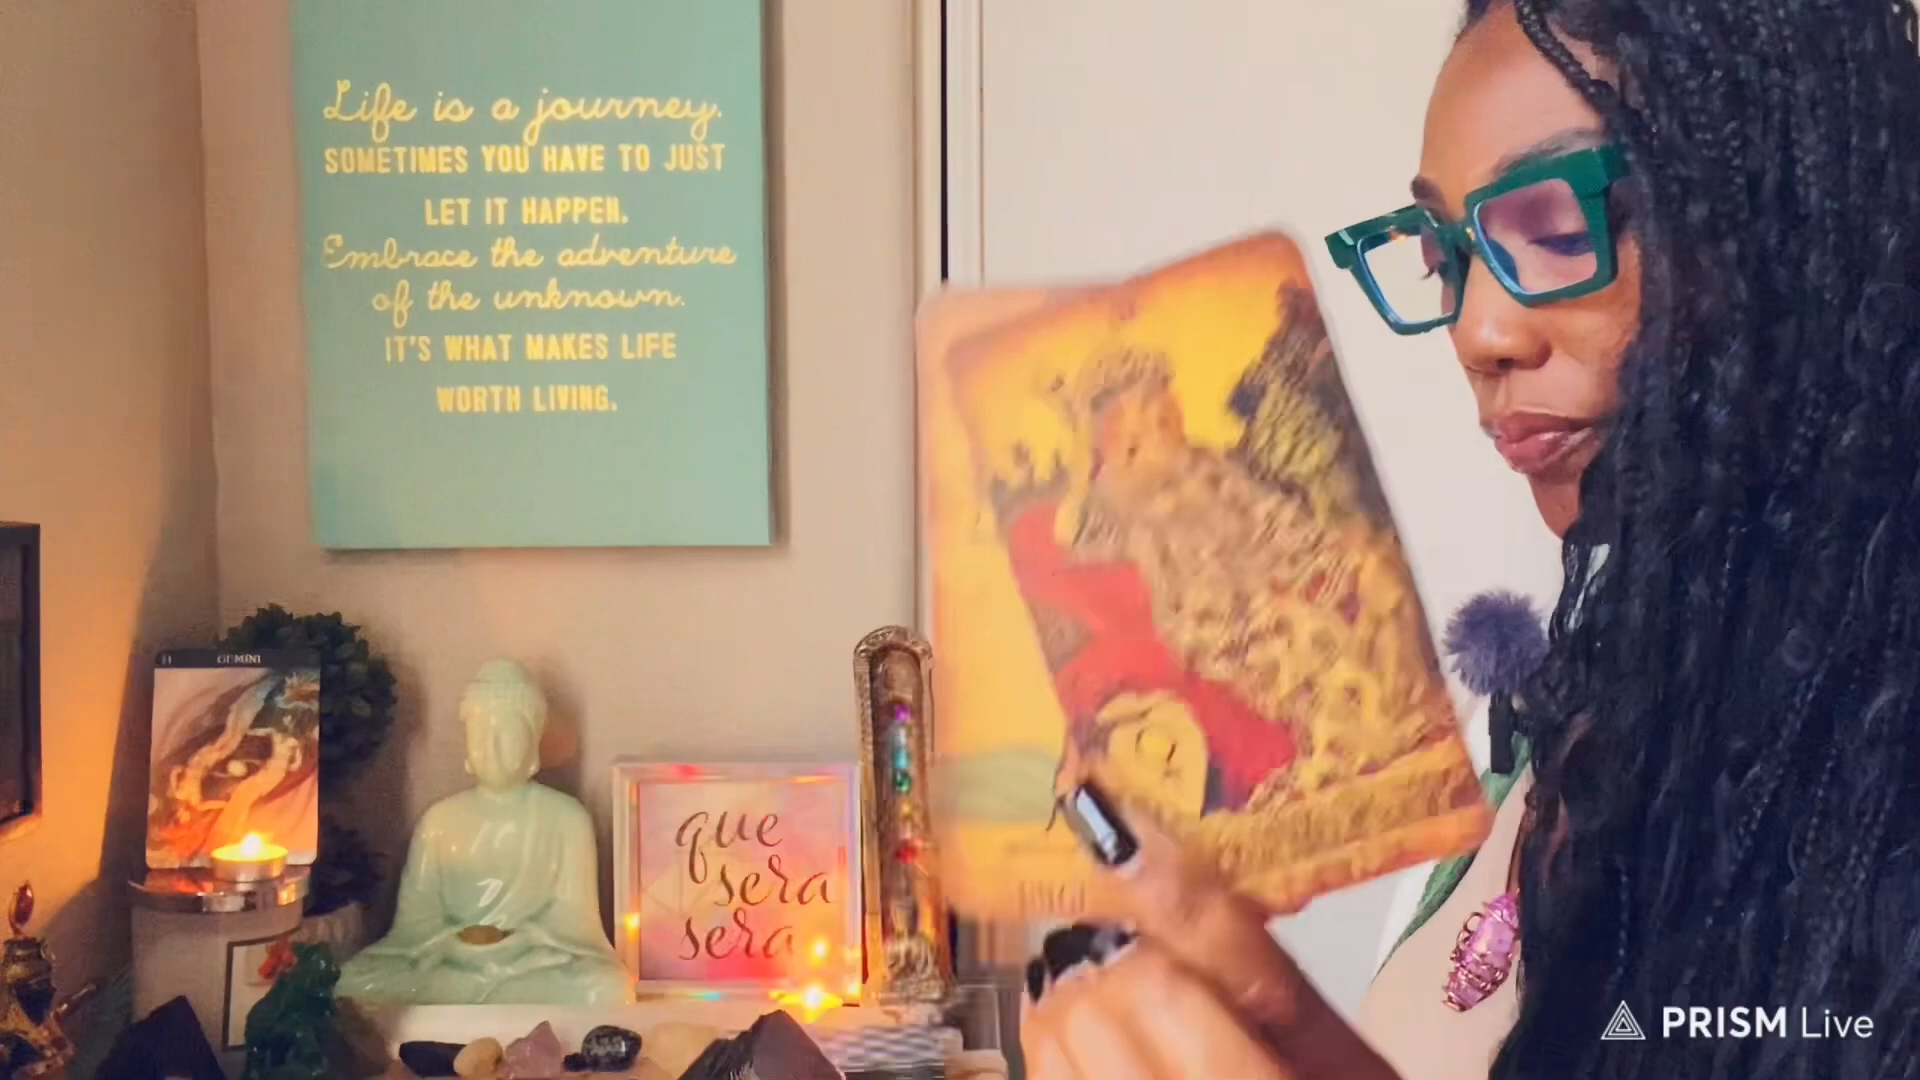 Life is a journey.
SOMETIMES YOU HAVE TO JUST
LET IT HAPPEN.
Embrace the adventure
of the unknown.
IT'S WHAT MAKES LIFE
WORTH LIVING.
GEMINI
que
sera
sera
PRISM Live